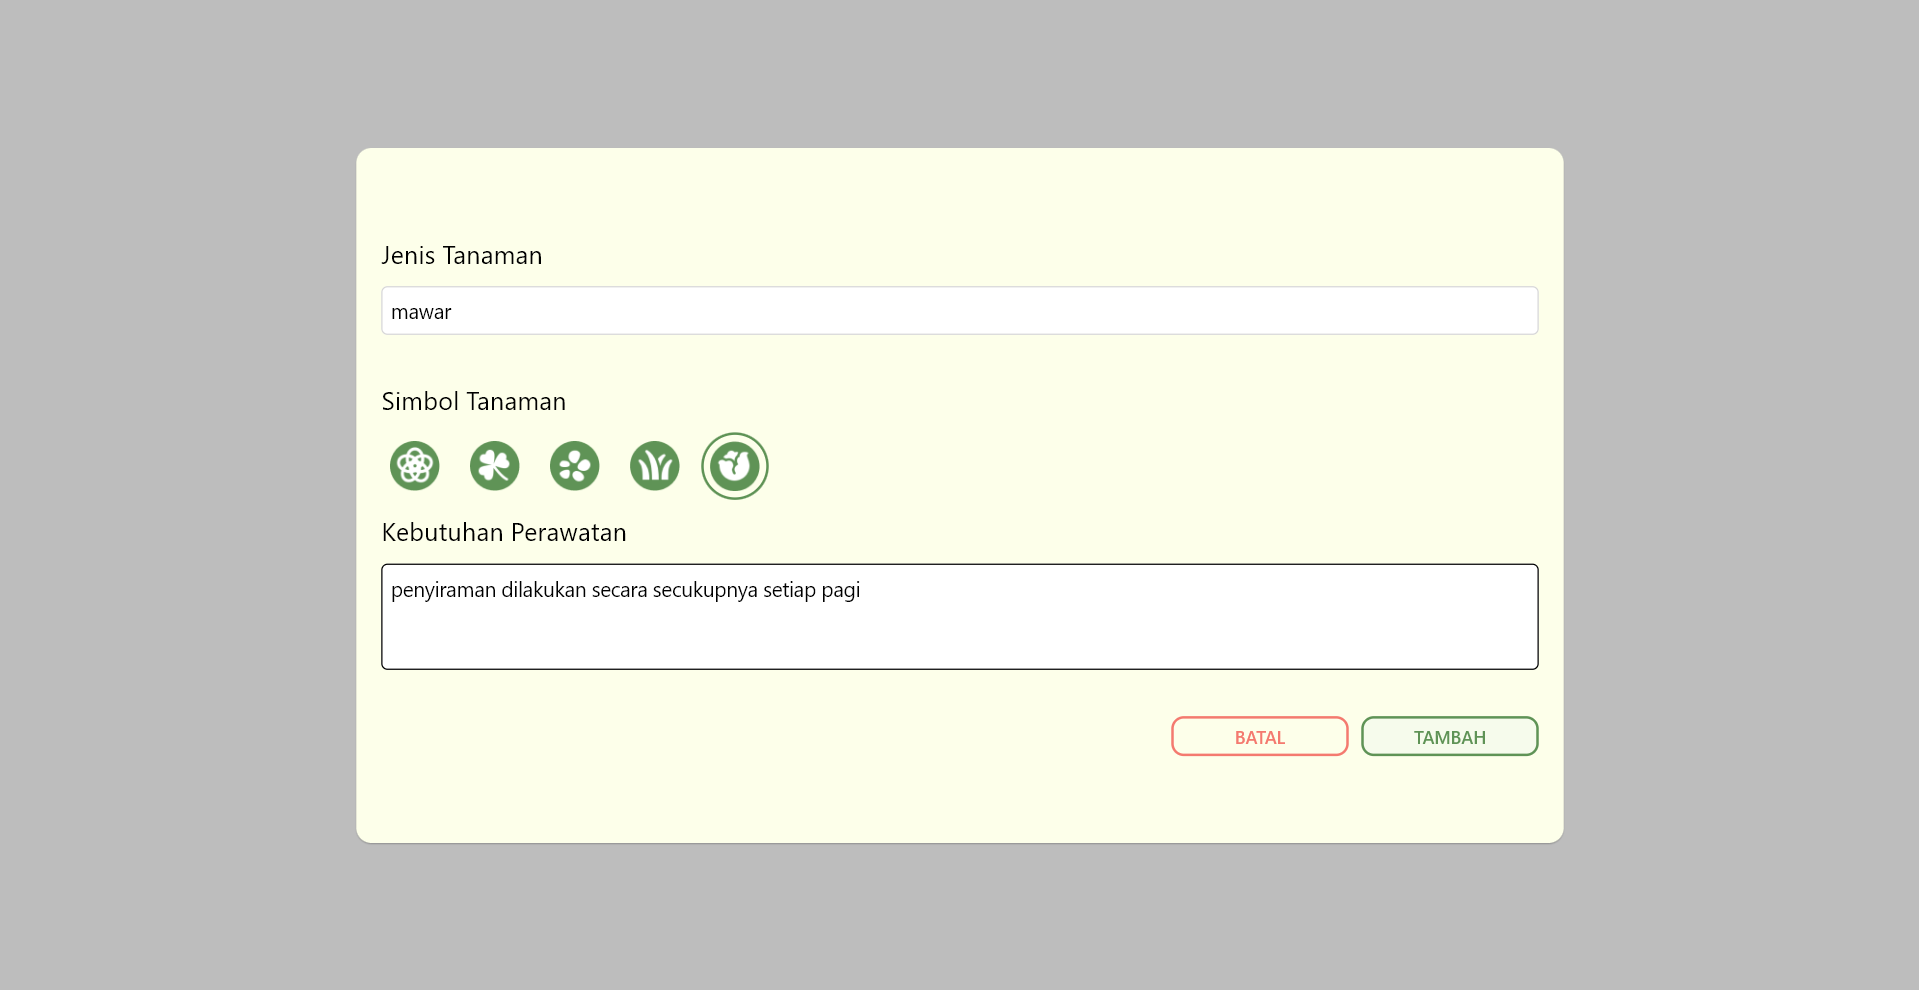 Jenis Tanaman
mawar
Simbol Tanaman
Kebutuhan Perawatan
penyiraman dilakukan secara secukupnya setiap pagi
BATAL TAMBAH